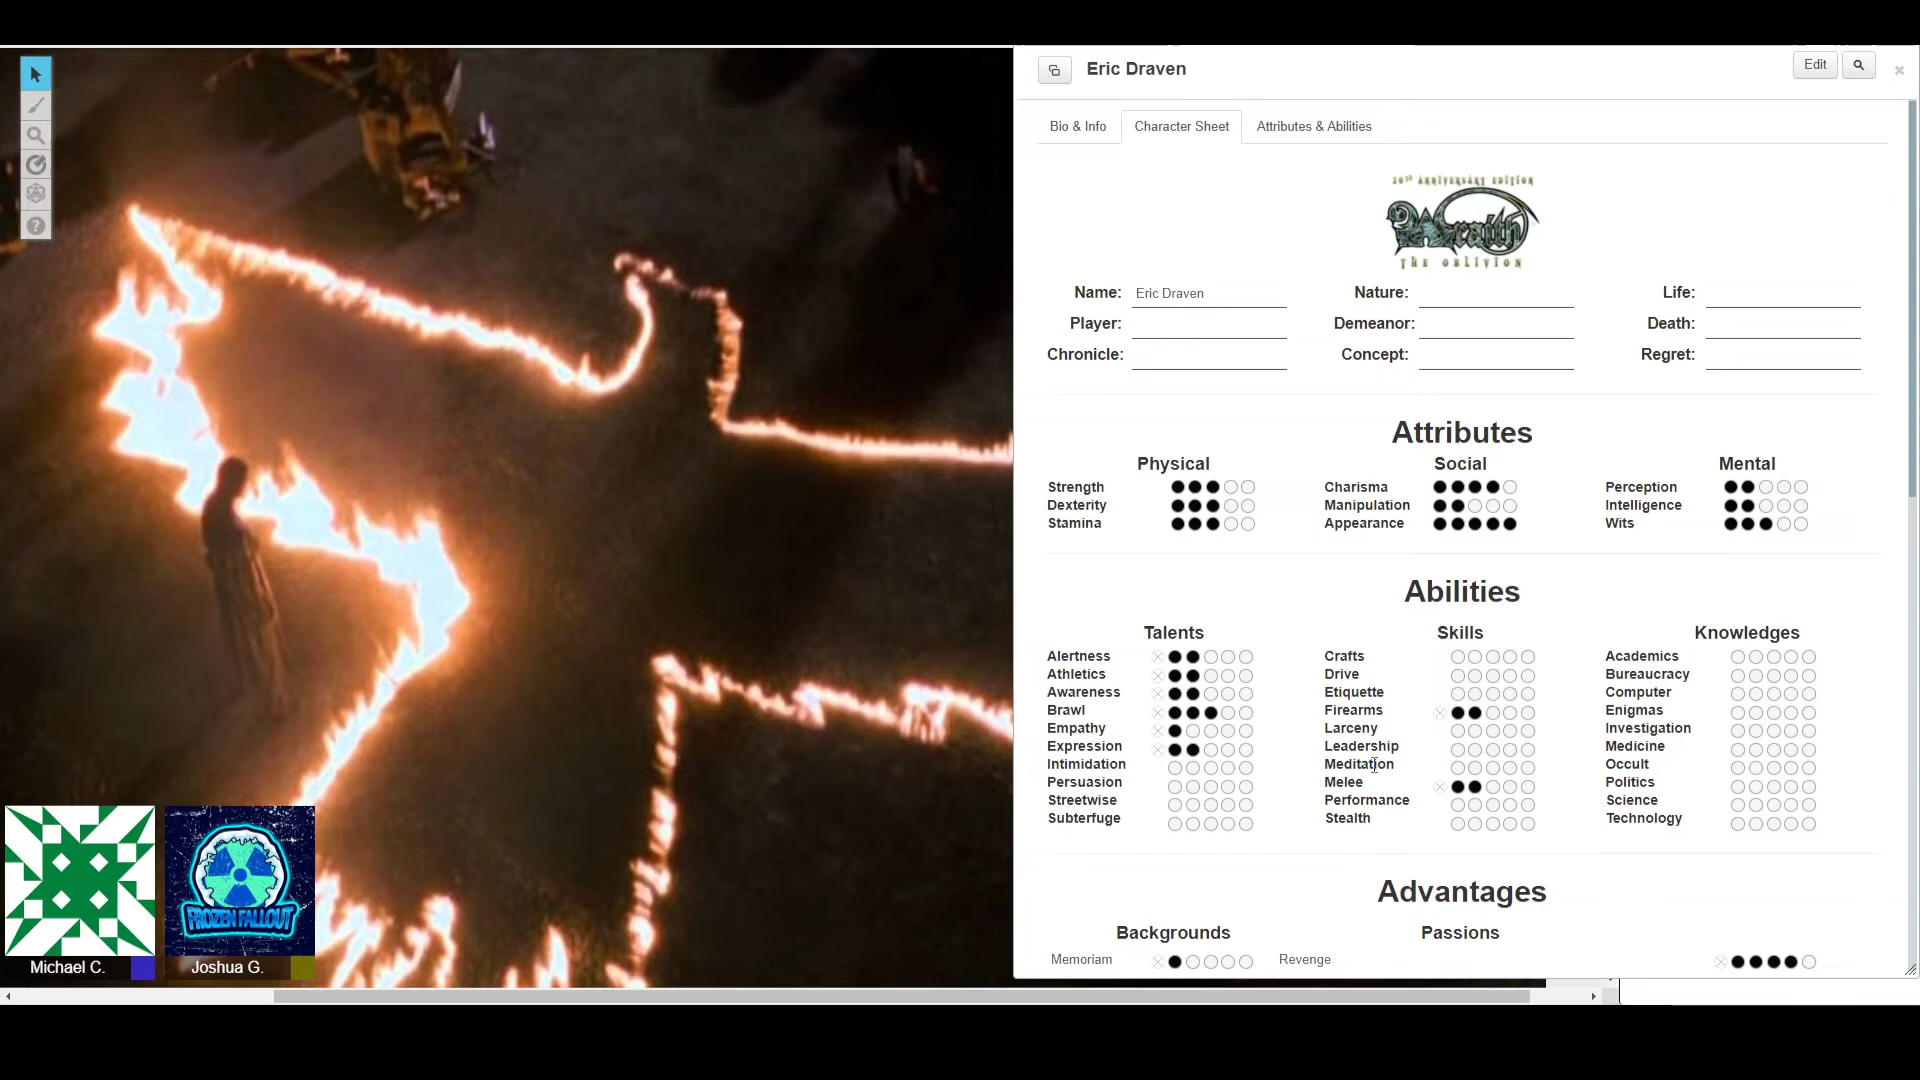 Eric Draven
Edit
Bio & Info
Character Sheet
Attributes & Abilities
20th ANNIVERSARY EDITION
Wraith
THE OBLIVION
Name: Eric Draven
Nature:
Life:
Player:
Demeanor:
Death:
Chronicle:
Concept:
Regret:
Attributes
Physical
Social
Mental
Strength
Charisma
Perception
Dexterity
Manipulation
Intelligence
Stamina
Appearance
Wits
Abilities
Talents
Skills
Knowledges
Alertness
Crafts
Academics
Athletics
Drive
Bureaucracy
Awareness
Etiquette
Computer
Brawl
Firearms
Enigmas
Empathy
Larceny
Investigation
Expression
Leadership
Medicine
Intimidation
Meditation
Occult
Persuasion
Melee
Politics
Streetwise
Performance
Science
Subterfuge
Stealth
Technology
Advantages
Backgrounds
Passions
Memoriam
Revenge
FROZEN FALLOUT
Michael C.
Joshua G.